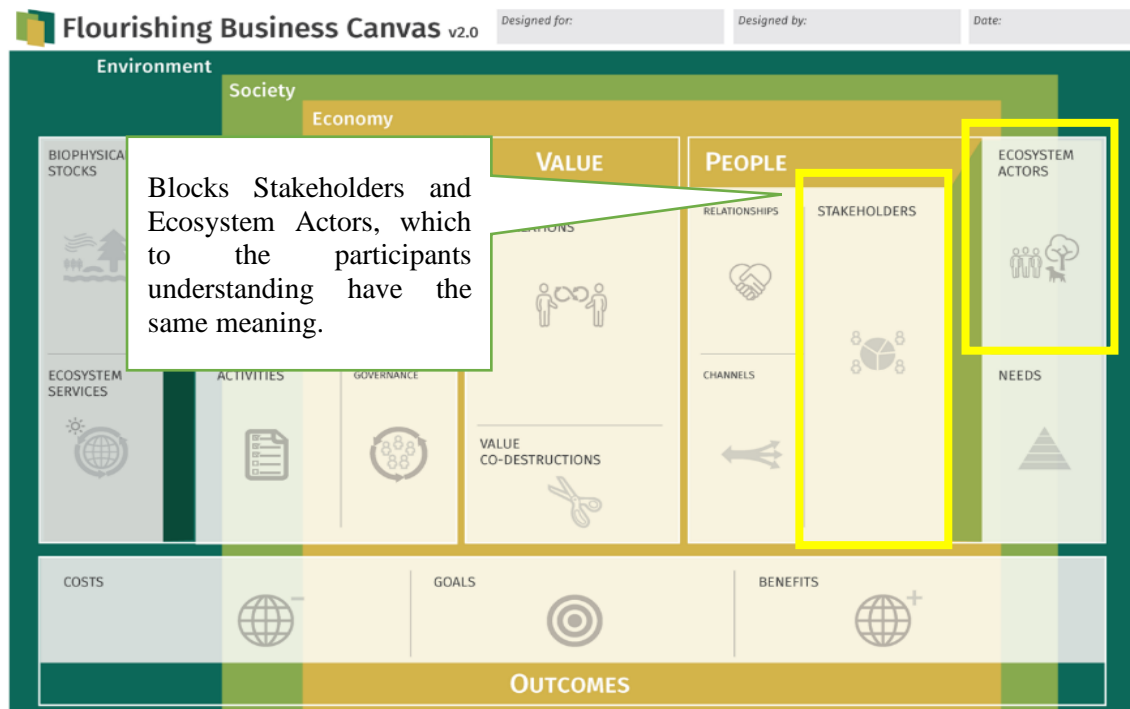 Flourishing Business Canvas v2.0
Designed for:
Designed by:
Date:
Environment
Society
Economy
BIOPHYSICA
STOCKS
VALUE
PEOPLE
ECOSYSTEM
ACTORS
Blocks Stakeholders and
Ecosystem Actors, which
to the participants
understanding have the
same meaning.
RELATIONSHIPS
STAKEHOLDERS
ECOSYSTEM
SERVICES
ACTIVITIES
GOVERNANCE
CHANNELS
NEEDS
VALUE
CO-DESTRUCTIONS
COSTS
GOALS
BENEFITS
OUTCOMES